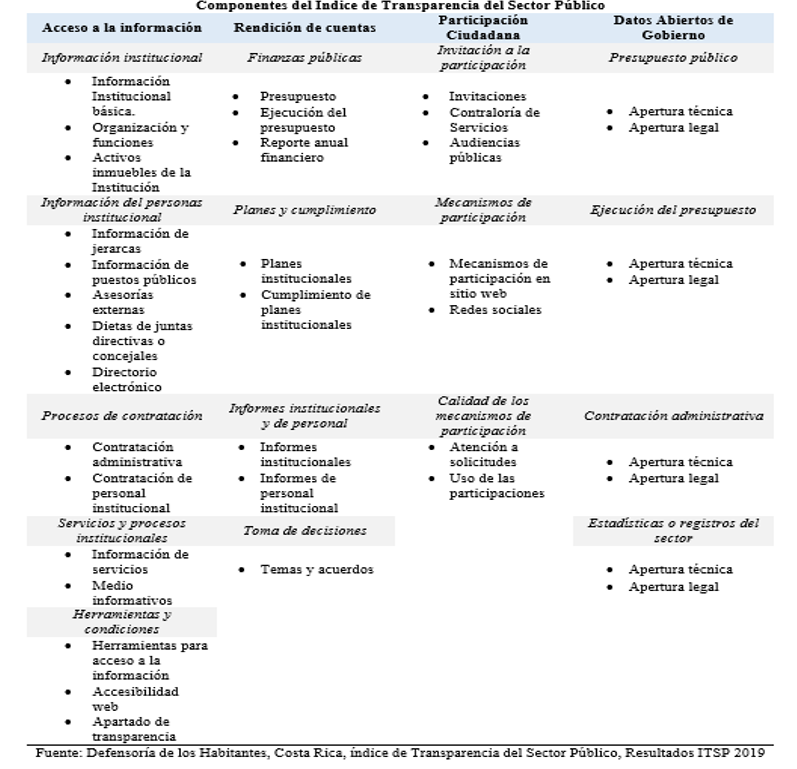 Componentes del Índice de Transparencia del Sector Público
Acceso a la información
Rendición de cuentas
Participación
Ciudadana
Datos Abiertos de
Gobierno
Información institucional
Finanzas públicas
Invitación a la
participación
Presupuesto público
• Información
Institucional
básica.
• Organización y
funciones
• Activos
inmuebles de la
Institución
• Presupuesto
• Ejecución del
presupuesto
• Reporte anual
financiero
• Invitaciones
• Contraloría de
Servicios
• Audiencias
públicas
• Apertura técnica
• Apertura legal
Información del personas
institucional
Planes y cumplimiento
Mecanismos de
participación
Ejecución del presupuesto
• Información de
jerarcas
• Información de
puestos públicos
• Asesorías
externas
• Dietas de juntas
directivas o
concejales
• Directorio
electrónico
• Planes
institucionales
• Cumplimiento de
planes
institucionales
• Mecanismos de
participación en
sitio web
• Redes sociales
• Apertura técnica
• Apertura legal
Procesos de contratación
Informes institucionales
y de personal
Calidad de los
mecanismos de
participación
Contratación administrativa
• Contratación
administrativa
• Contratación de
personal
institucional
• Informes
institucionales
• Informes de
personal
institucional
• Atención a
solicitudes
• Uso de las
participaciones
• Apertura técnica
• Apertura legal
Servicios y procesos
institucionales
Toma de decisiones
Estadísticas o registros del
sector
• Información de
servicios
• Medio
informativos
• Temas y acuerdos
• Apertura técnica
• Apertura legal
Herramientas y
condiciones
• Herramientas para
acceso a la
información
• Accesibilidad
web
• Apartado de
transparencia
Fuente: Defensoría de los Habitantes, Costa Rica, índice de Transparencia del Sector Público, Resultados ITSP 2019